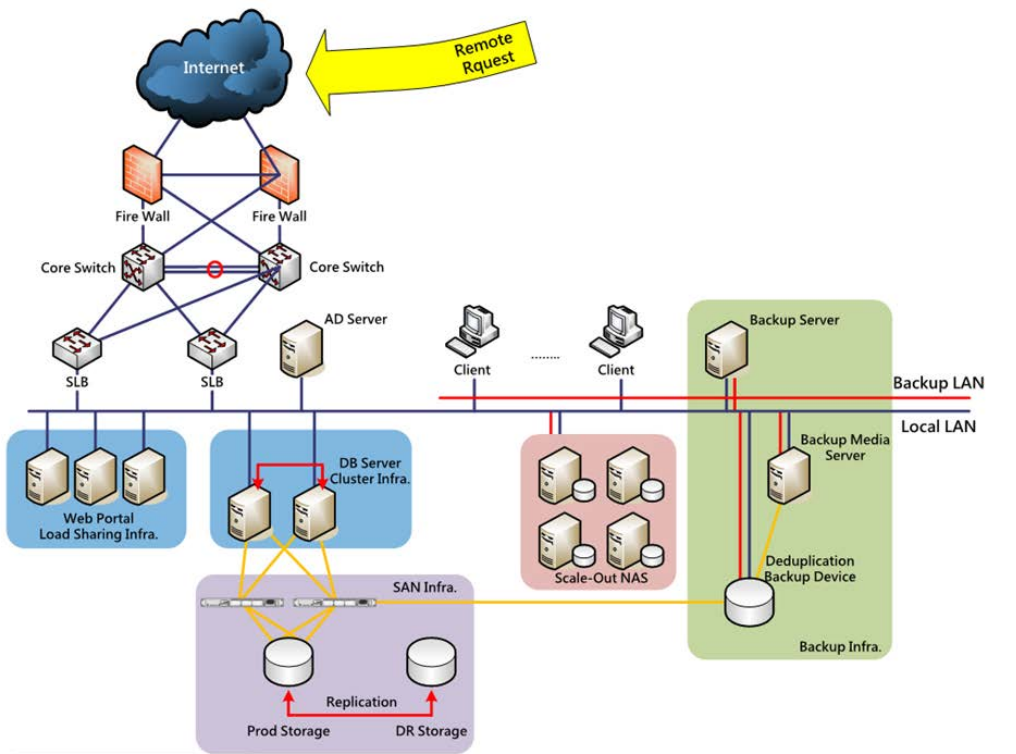 Remote
Rquest
Internet
Fire Wall
Fire Wall
Core Switch
Core Switch
AD Server
SLB
SLB
Client
........
Client
Backup Server
Backup LAN
Local LAN
Web Portal
Load Sharing Infra.
DB Server
Cluster Infra.
Scale-Out NAS
Backup Media
Server
Deduplication
Backup Device
Backup Infra.
SAN Infra.
Replication
Prod Storage
DR Storage